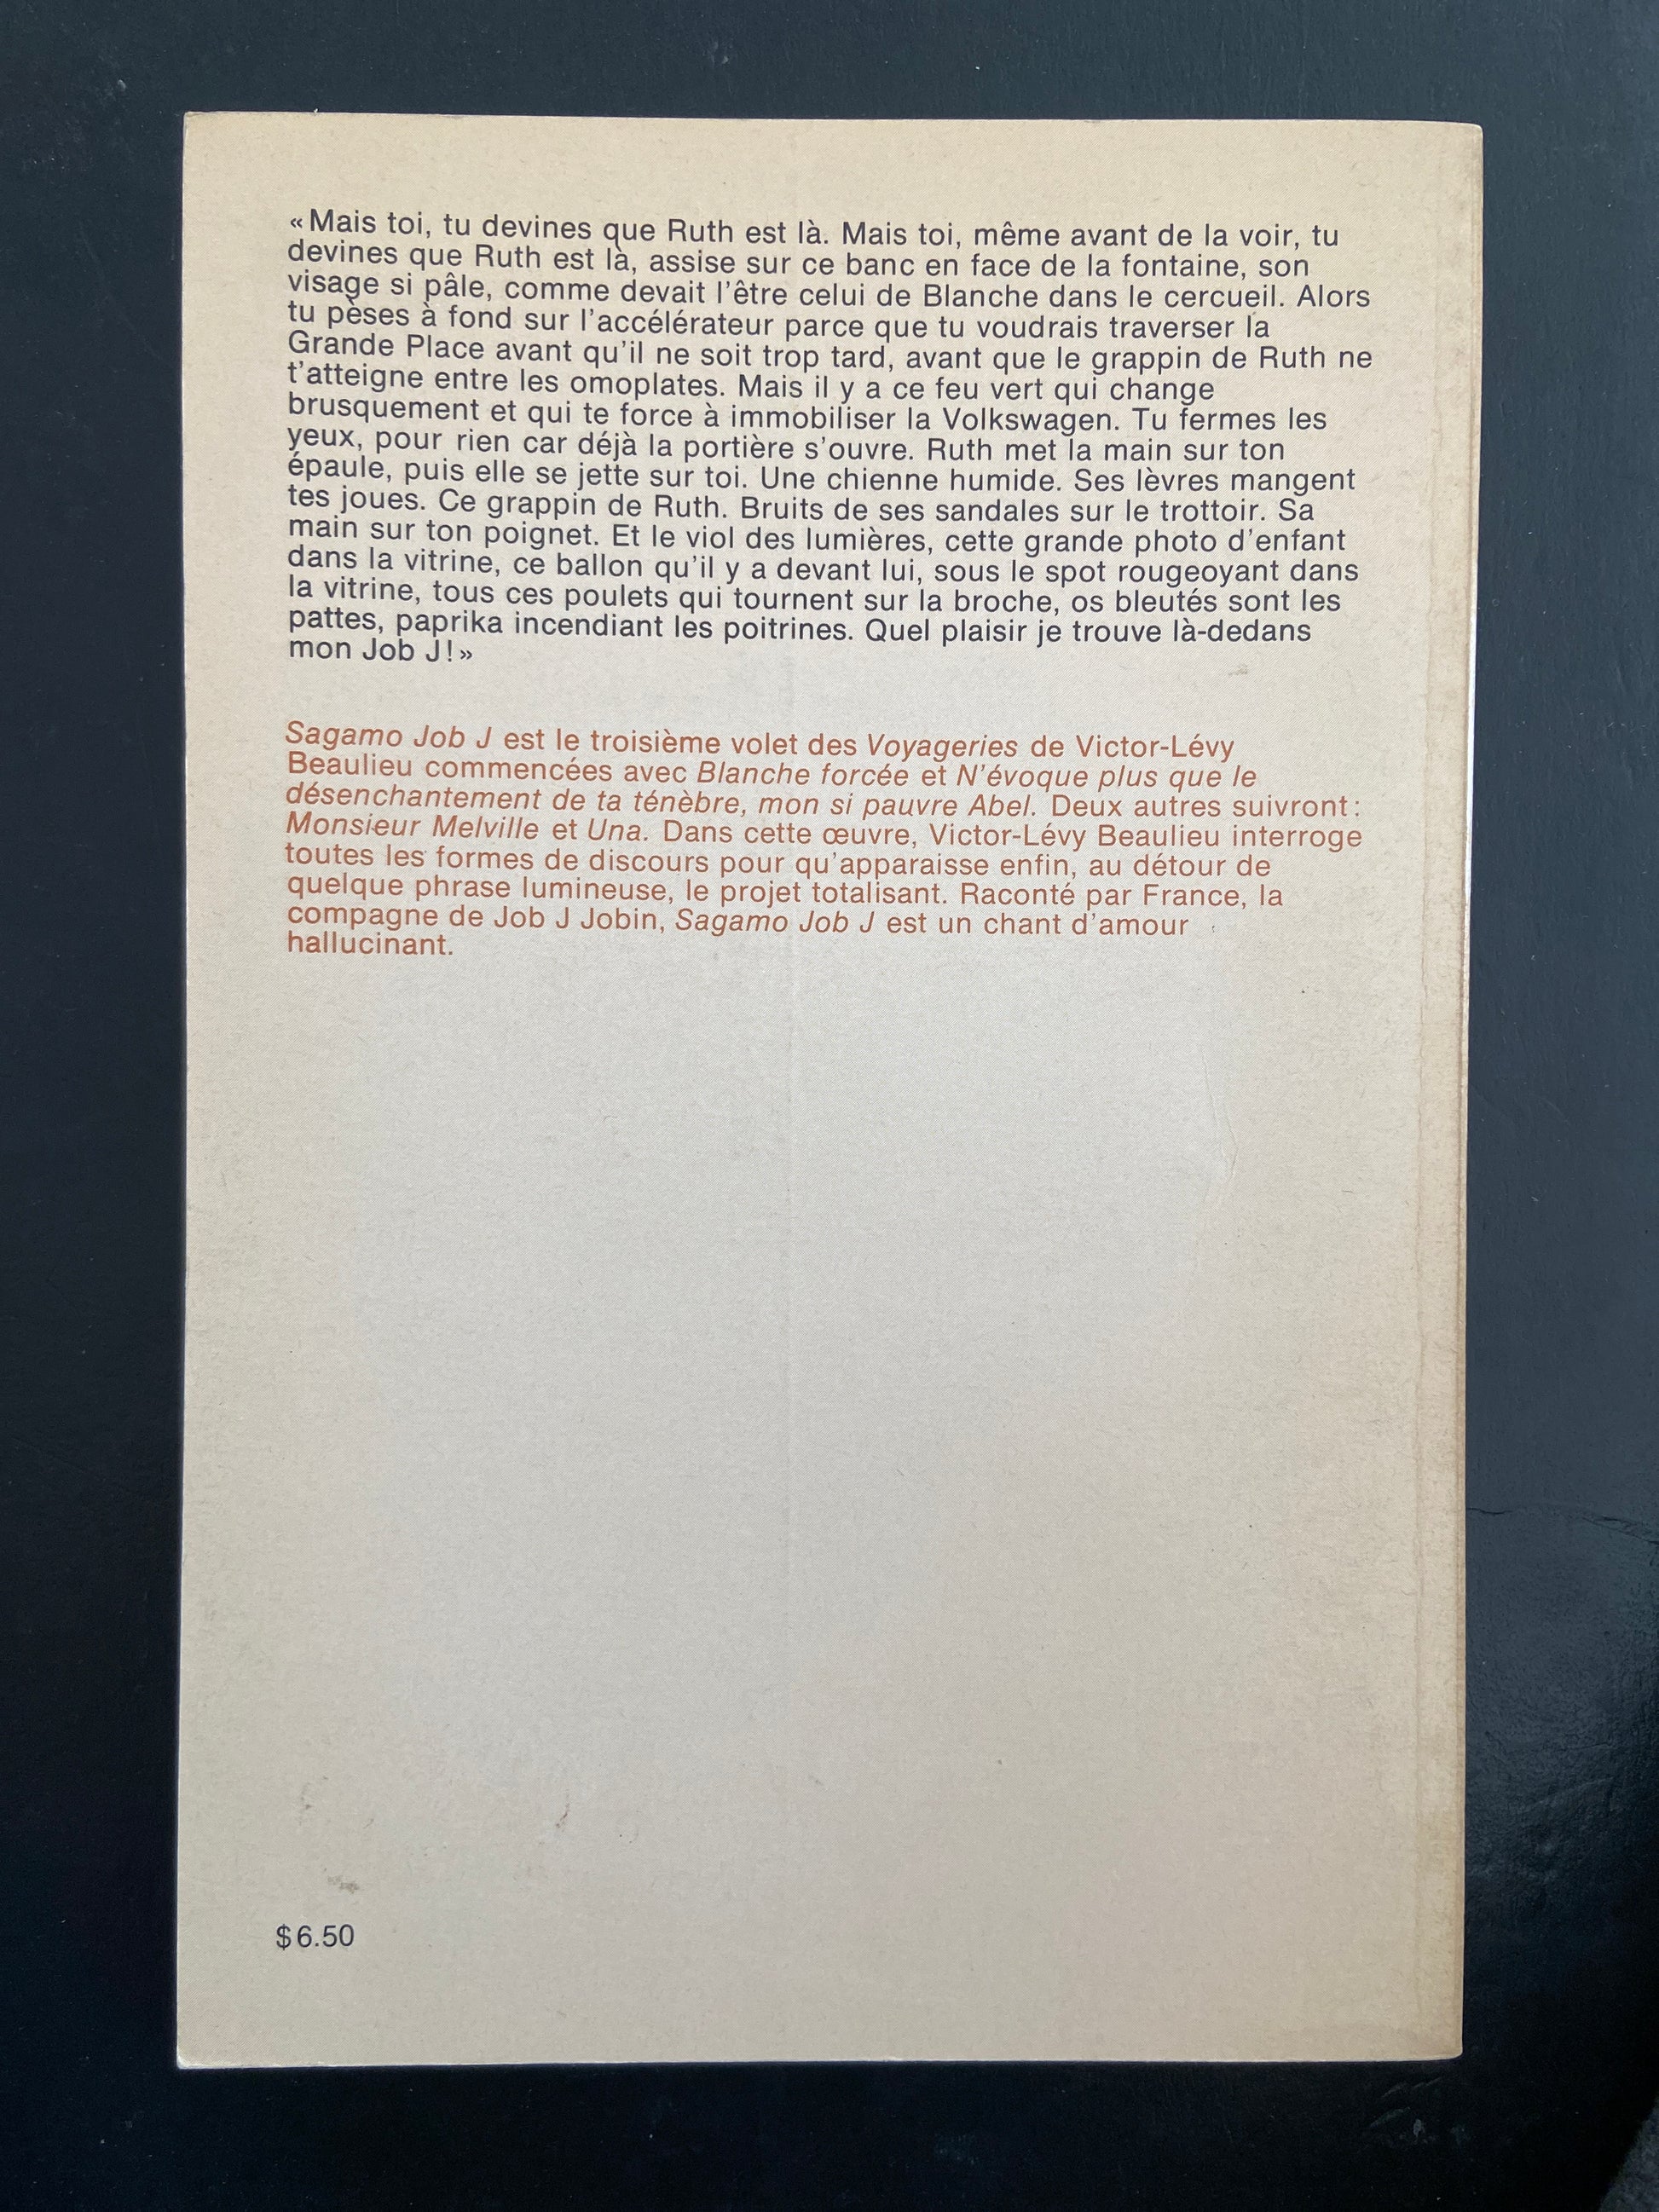 «Mais toi, tu devines que Ruth est là. Mais toi, même avant de la voir, tu
devines que Ruth est là, assise sur ce banc en face de la fontaine, son
visage si pâle, comme devait l'être celui de Blanche dans le cercueil. Alors
tu pèses à fond sur l'accélérateur parce que tu voudrais traverser la
Grande Place avant qu'il ne soit trop tard, avant que le grappin de Ruth ne
t'atteigne entre les omoplates. Mais il y a ce feu vert qui change
brusquement et qui te force à immobiliser la Volkswagen. Tu fermes les
yeux, pour rien car déjà la portière s'ouvre. Ruth met la main sur ton
épaule, puis elle se jette sur toi. Une chienne humide. Ses lèvres mangent
tes joues. Ce grappin de Ruth. Bruits de ses sandales sur le trottoir. Sa
main sur ton poignet. Et le viol des lumières, cette grande photo d'enfant
dans la vitrine, ce ballon qu'il y a devant lui, sous le spot rougeoyant dans
la vitrine, tous ces poulets qui tournent sur la broche, os bleutés sont les
pattes, paprika incendiant les poitrines. Quel plaisir je trouve là-dedans
mon Job J!»
Sagamo Job J est le troisième volet des Voyageries de Victor-Lévy
Beaulieu commencées avec Blanche forcée et N'évoque plus que le
désenchantement de ta ténèbre, mon si pauvre Abel. Deux autres suivront:
Monsieur Melville et Una. Dans cette œuvre, Victor-Lévy Beaulieu interroge
toutes les formes de discours pour qu'apparaisse enfin, au détour de
quelque phrase lumineuse, le projet totalisant. Raconté par France, la
compagne de Job J Jobin, Sagamo Job J est un chant d'amour
hallucinant.
$6.50